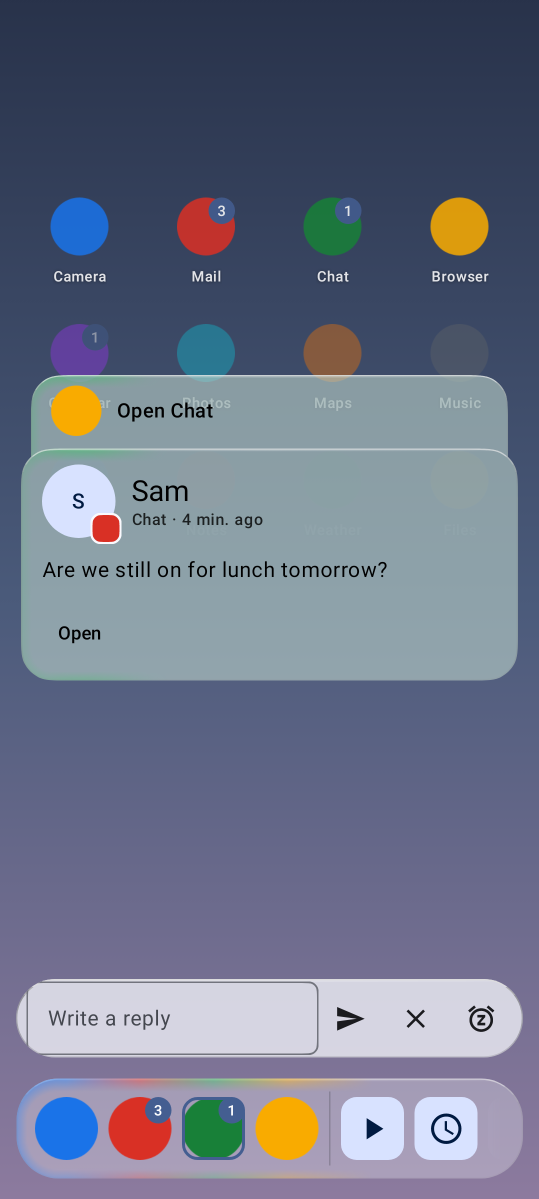 3
1
Camera
Mail
Chat
Browser
1
Photos
Maps
Music
Open Chat
S
Sam
Chat · 4 min. ago
Are we still on for lunch tomorrow?
Open
Write a reply
3
1